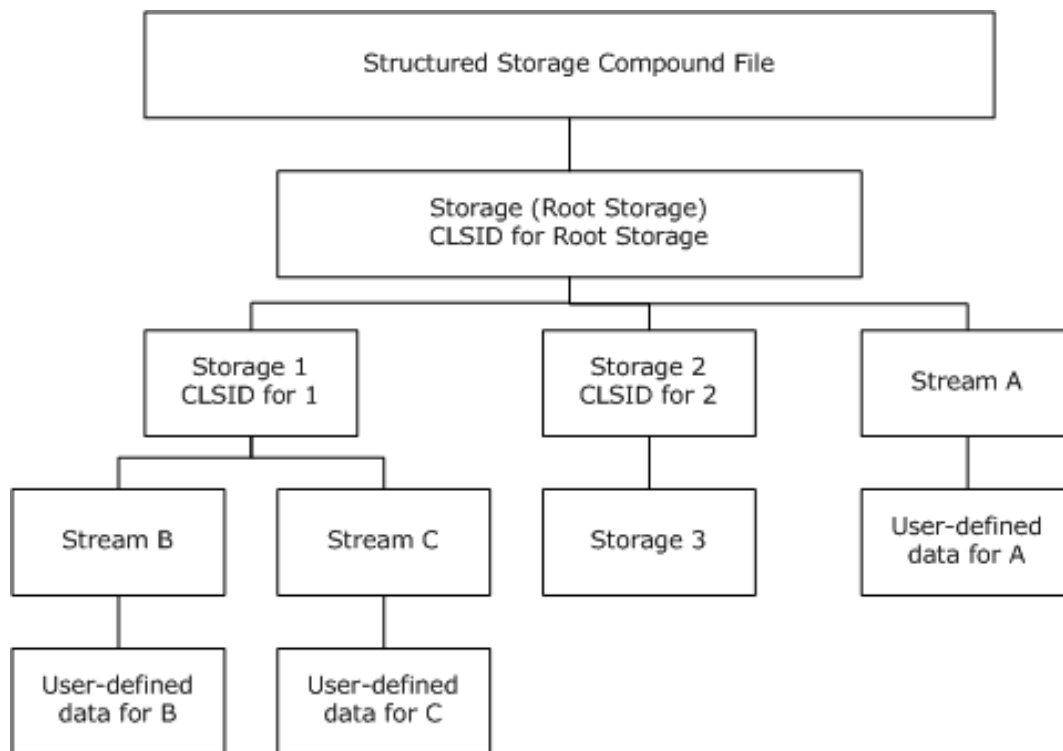 Structured Storage Compound File
Storage (Root Storage)
CLSID for Root Storage
Storage 1
CLSID for 1
Storage 2
CLSID for 2
Stream A
Stream B
Stream C
Storage 3
User-defined
data for A
User-defined
data for B
User-defined
data for C